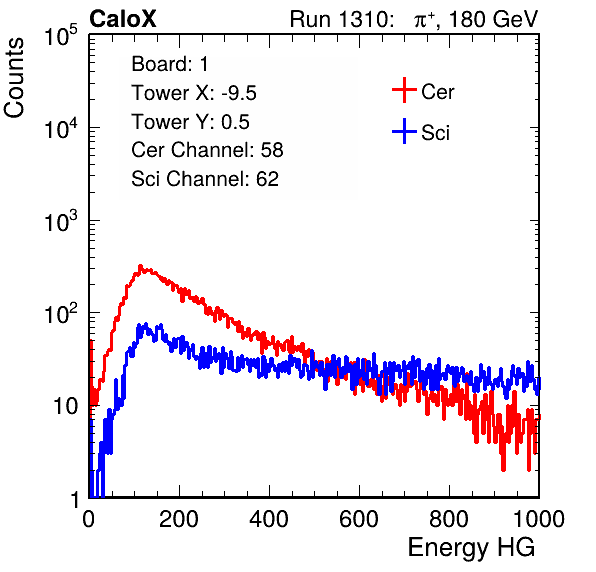 CaloX Run 1310: π⁺, 180 GeV
Counts
Board: 1
Tower X: -9.5
Tower Y: 0.5
Cer Channel: 58
Sci Channel: 62
Cer
Sci
10⁵
10⁴
10³
10²
10
1
0 200 400 600 800 1000
Energy HG